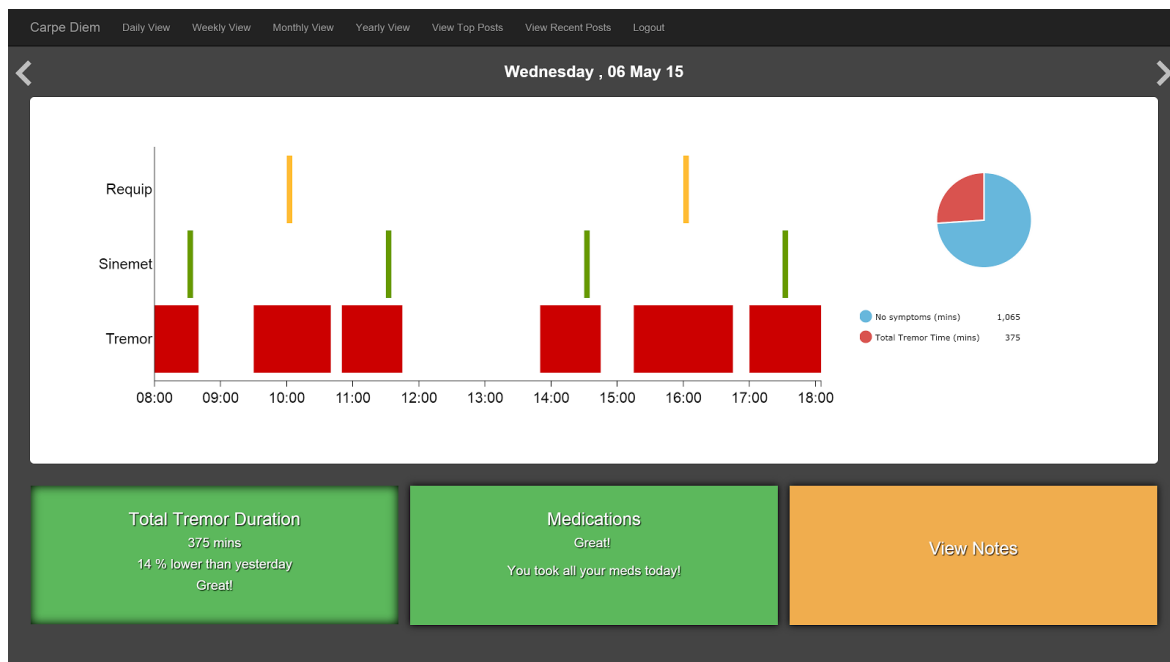 Carpe Diem Daily View Weekly View Monthly View Yearly View View Top Posts View Recent Posts Logout
Wednesday , 06 May 15
Requip
Sinemet
Tremor
08:00 09:00 10:00 11:00 12:00 13:00 14:00 15:00 16:00 17:00 18:00
No symptoms (mins) 1,065
Total Tremor Time (mins) 375
Total Tremor Duration
375 mins
14 % lower than yesterday
Great!
Medications
Great!
You took all your meds today!
View Notes